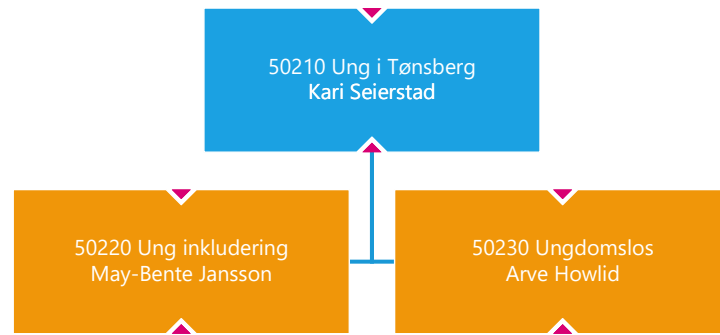 50210 Ung i Tønsberg
Kari Seierstad
50220 Ung inkludering
May-Bente Jansson
50230 Ungdomslos
Arve Howlid